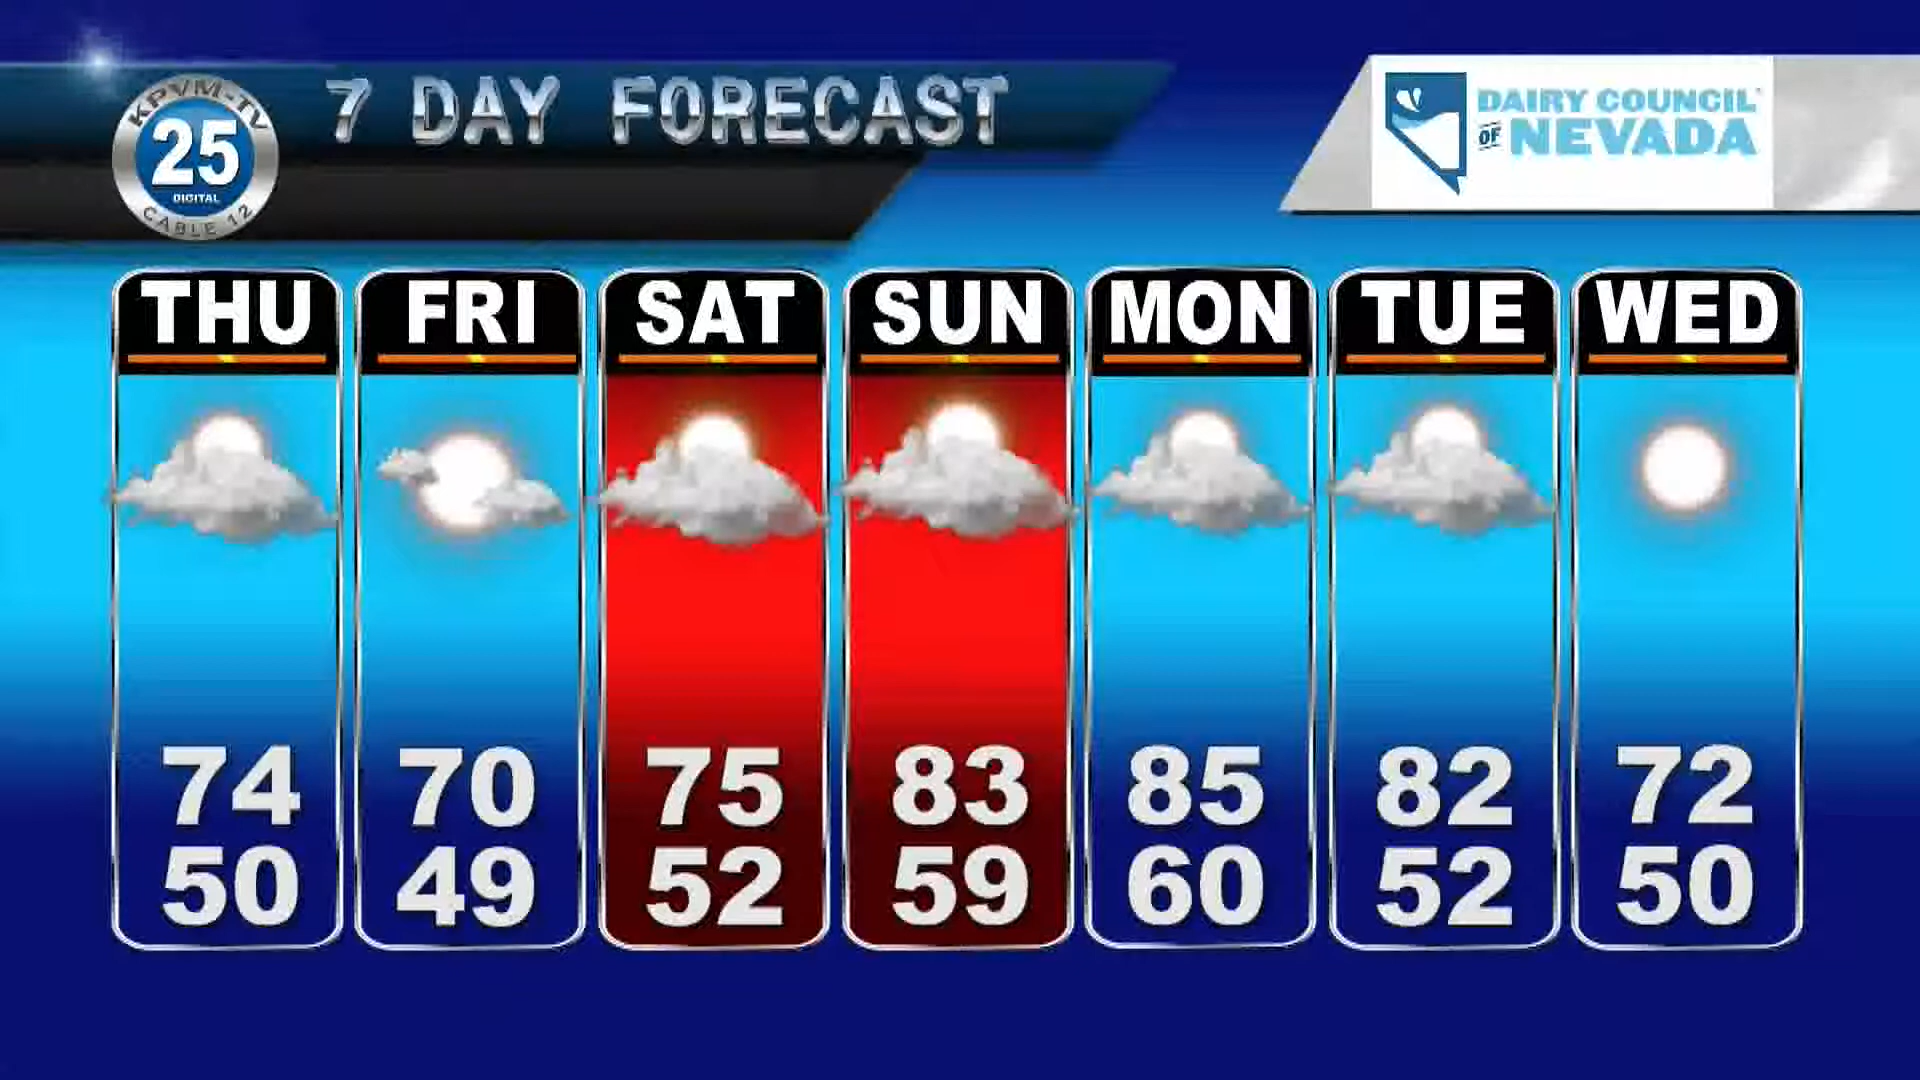 KPVM-TV
25
DIGITAL
CABLE 12
7 DAY FORECAST
DAIRY COUNCIL
OF NEVADA
THU FRI SAT SUN MON TUE WED
74 70 75 83 85 82 72
50 49 52 59 60 52 50